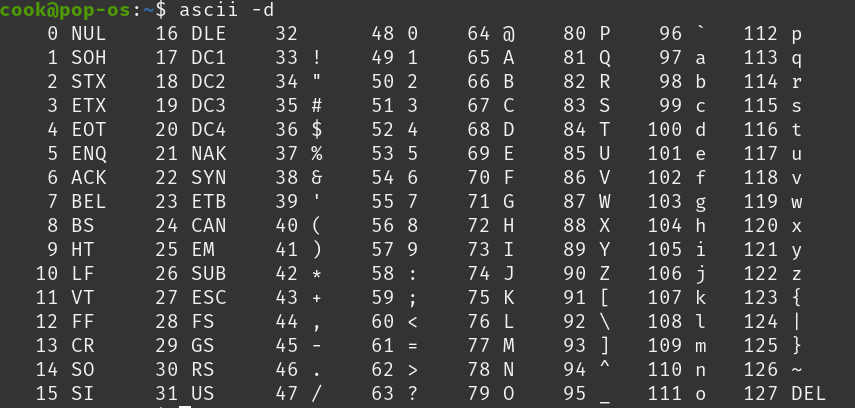 cook@pop-os:~$ ascii -d
0 NUL 16 DLE 32 48 0 64 @ 80 P 96 ` 112 p
1 SOH 17 DC1 33 ! 49 1 65 A 81 Q 97 a 113 q
2 STX 18 DC2 34 " 50 2 66 B 82 R 98 b 114 r
3 ETX 19 DC3 35 # 51 3 67 C 83 S 99 c 115 s
4 EOT 20 DC4 36 $ 52 4 68 D 84 T 100 d 116 t
5 ENQ 21 NAK 37 % 53 5 69 E 85 U 101 e 117 u
6 ACK 22 SYN 38 & 54 6 70 F 86 V 102 f 118 v
7 BEL 23 ETB 39 ' 55 7 71 G 87 W 103 g 119 w
8 BS 24 CAN 40 ( 56 8 72 H 88 X 104 h 120 x
9 HT 25 EM 41 ) 57 9 73 I 89 Y 105 i 121 y
10 LF 26 SUB 42 * 58 : 74 J 90 Z 106 j 122 z
11 VT 27 ESC 43 + 59 ; 75 K 91 [ 107 k 123 {
12 FF 28 FS 44 , 60 < 76 L 92 \ 108 l 124 |
13 CR 29 GS 45 - 61 = 77 M 93 ] 109 m 125 }
14 SO 30 RS 46 . 62 > 78 N 94 ^ 110 n 126 ~
15 SI 31 US 47 / 63 ? 79 O 95 _ 111 o 127 DEL